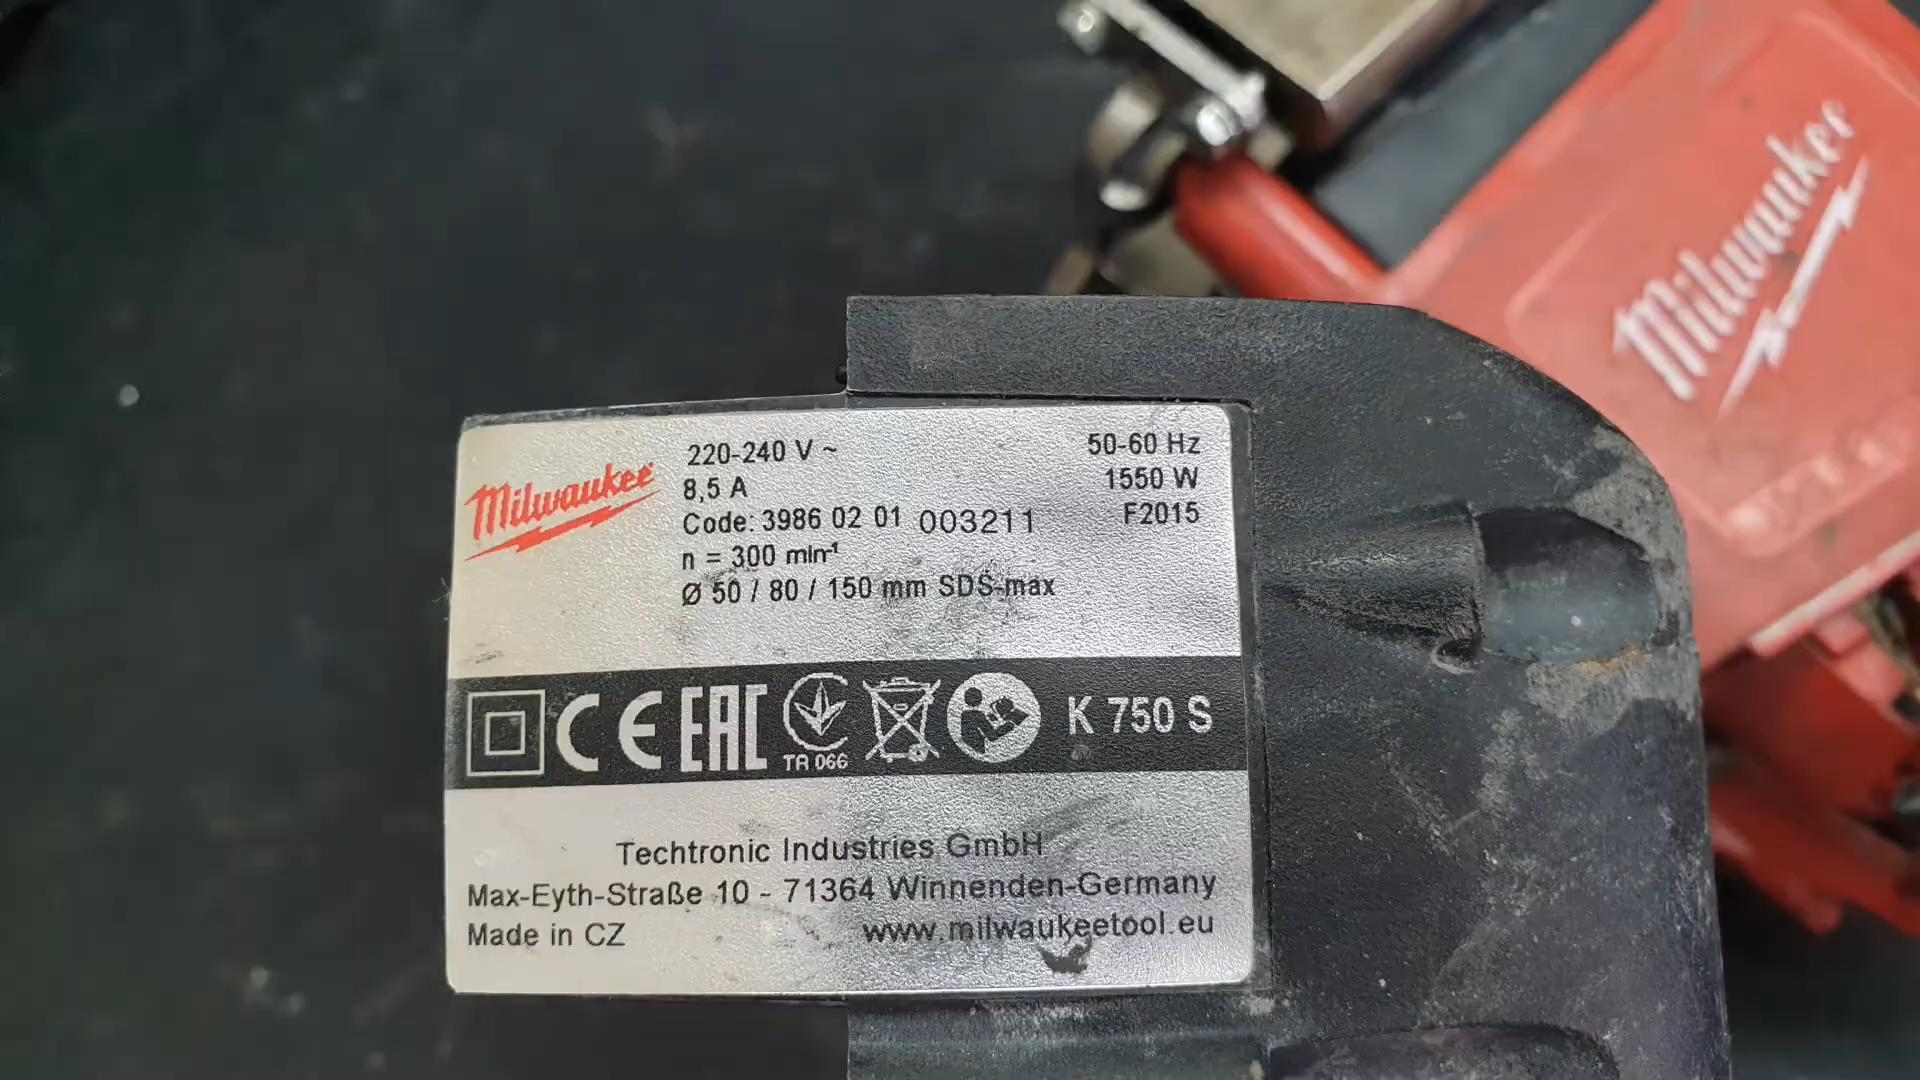 Milwaukee
Milwaukee
220-240 V ~ 50-60 Hz
8,5 A 1550 W
Code: 3986 02 01 003211 F2015
n = 300 min⁻¹
Ø 50 / 80 / 150 mm SDS-max
CE EAC TR 066 K 750 S
Techtronic Industries GmbH
Max-Eyth-Straße 10 - 71364 Winnenden-Germany
Made in CZ www.milwaukeetool.eu